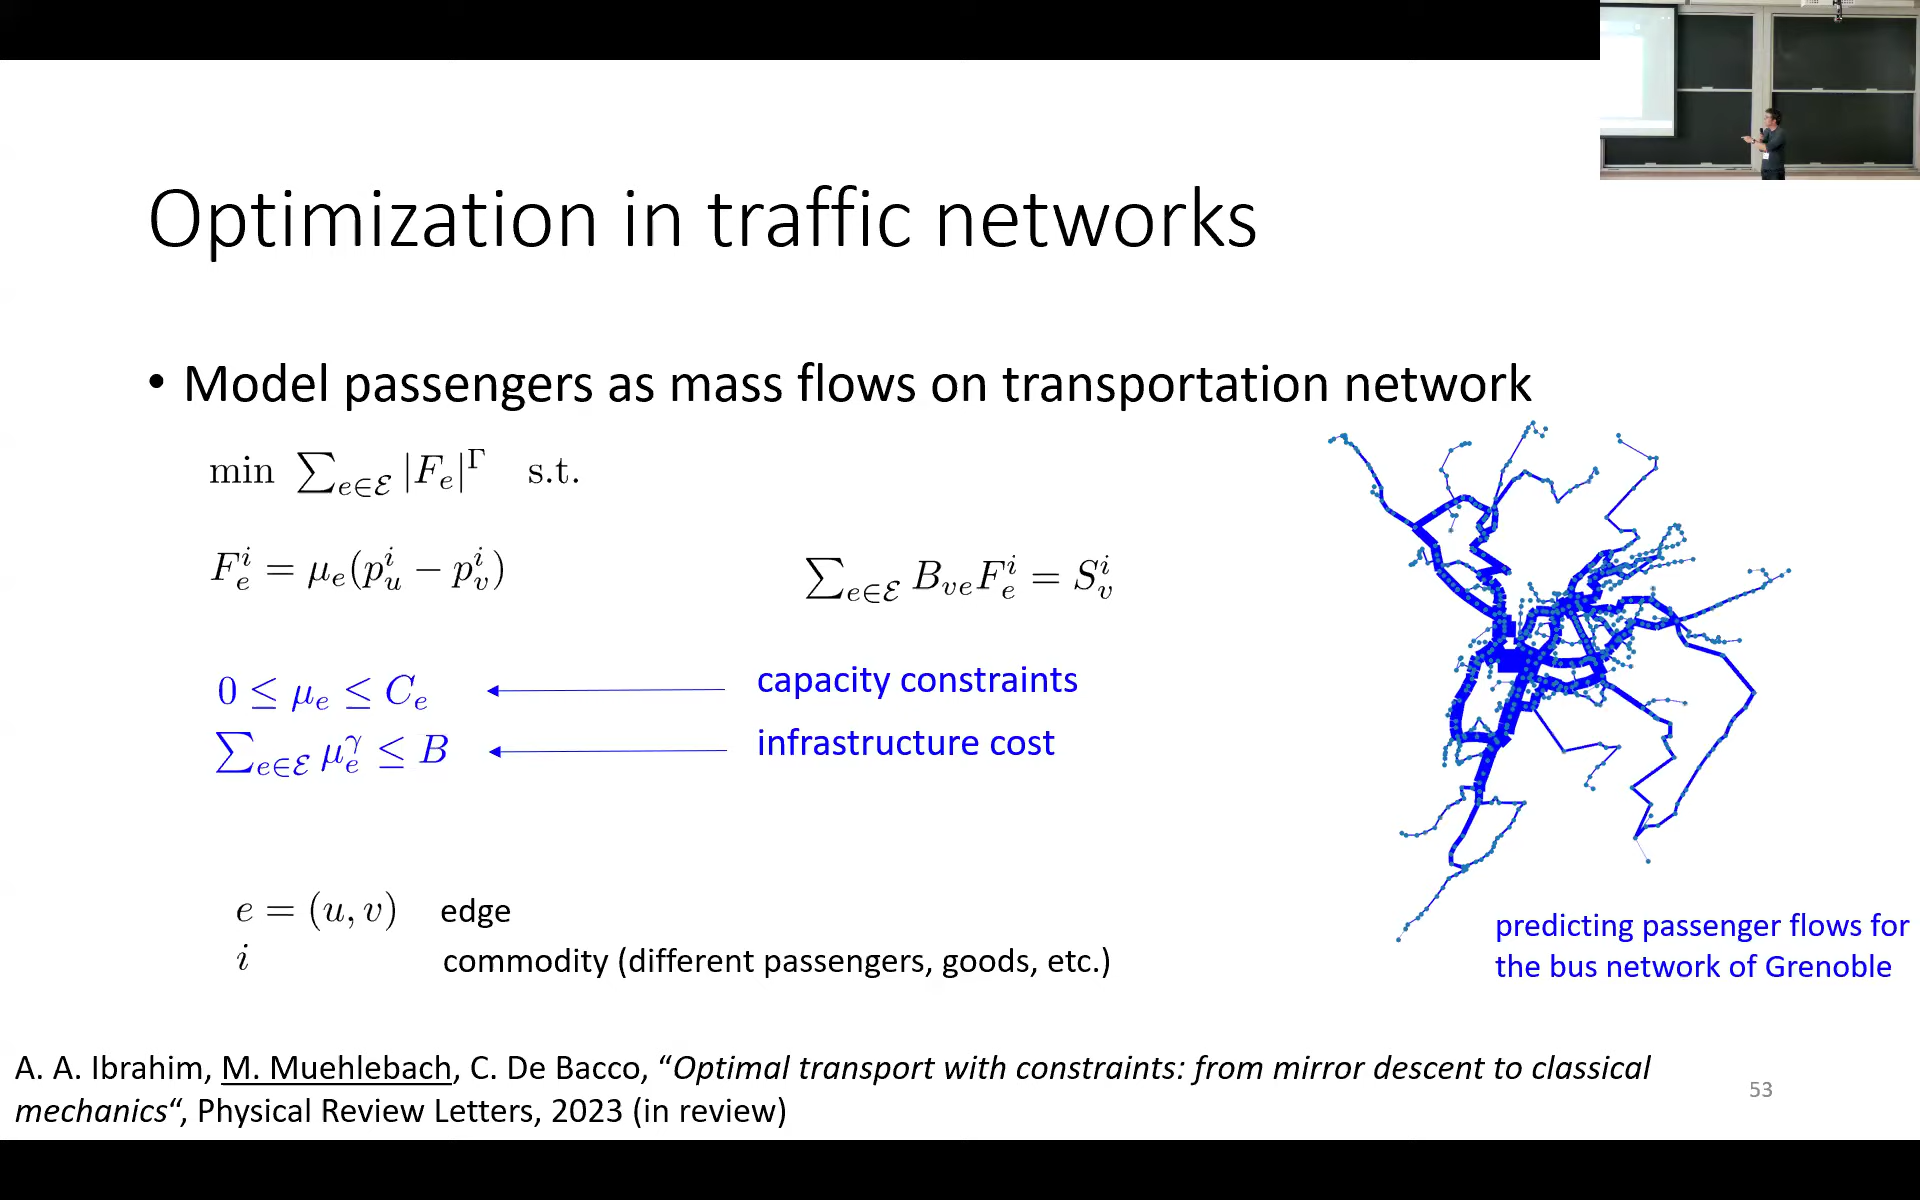 Optimization in traffic networks
• Model passengers as mass flows on transportation network
min ∑_{e∈ℰ} |F_e|^Γ s.t.
F_e^i = μ_e(p_u^i − p_v^i)
∑_{e∈ℰ} B_{ve}F_e^i = S_v^i
0 ≤ μ_e ≤ C_e
capacity constraints
∑_{e∈ℰ} μ_e^γ ≤ B
infrastructure cost
e = (u, v) edge
i commodity (different passengers, goods, etc.)
predicting passenger flows for
the bus network of Grenoble
A. A. Ibrahim, M. Muehlebach, C. De Bacco, “Optimal transport with constraints: from mirror descent to classical
mechanics“, Physical Review Letters, 2023 (in review)
53